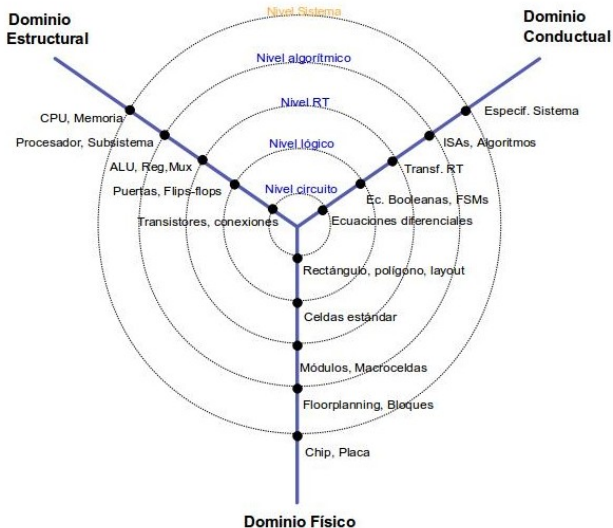 Nivel Sistema
Dominio
Estructural
Dominio
Conductual
Nivel algorítmico
Nivel RT
Nivel lógico
Nivel circuito
CPU, Memoria
Procesador, Subsistema
ALU, Reg,Mux
Puertas, Flips-flops
Transistores, conexiones
Especif. Sistema
ISAs, Algoritmos
Transf. RT
Ec. Booleanas, FSMs
Ecuaciones diferenciales
Rectángulo, polígono, layout
Celdas estándar
Módulos, Macroceldas
Floorplanning, Bloques
Chip, Placa
Dominio Físico